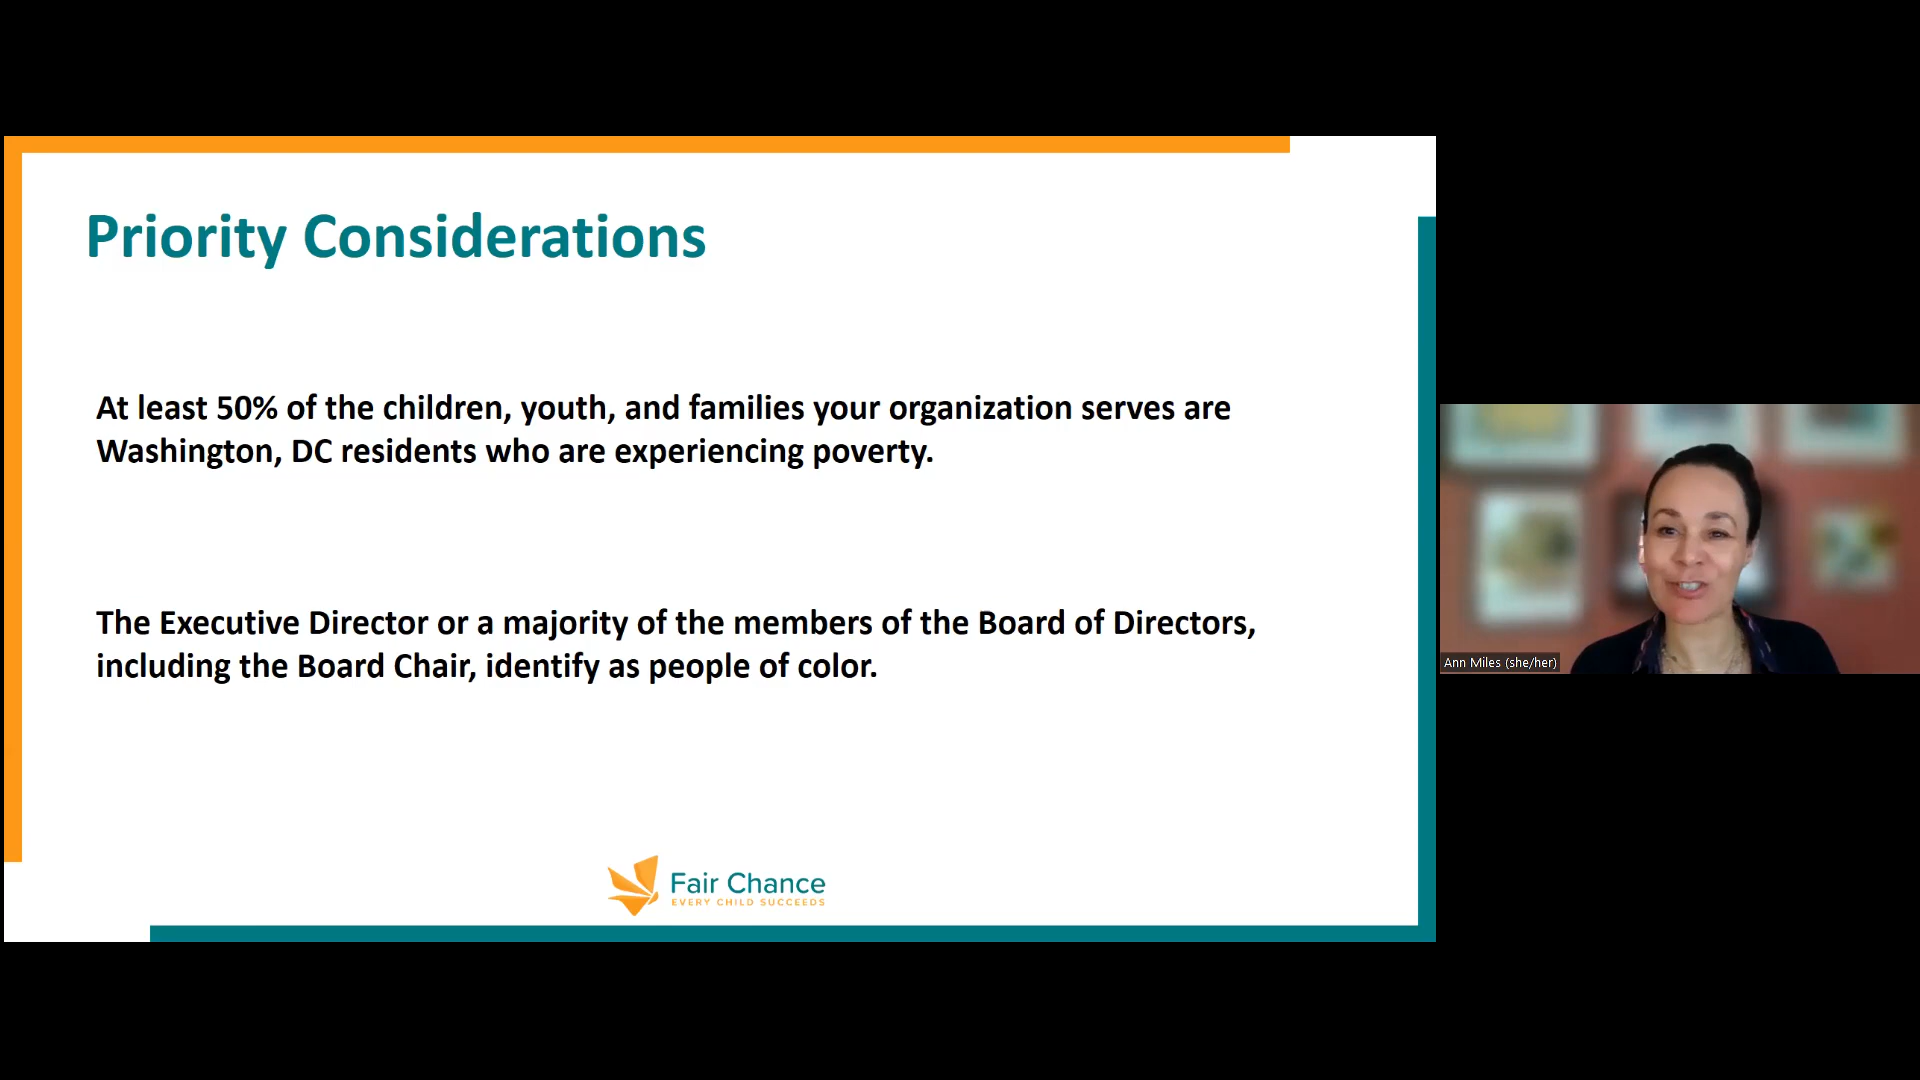 Priority Considerations
At least 50% of the children, youth, and families your organization serves are
Washington, DC residents who are experiencing poverty.
The Executive Director or a majority of the members of the Board of Directors,
including the Board Chair, identify as people of color.
Fair Chance
EVERY CHILD SUCCEEDS
Ann Miles (she/her)